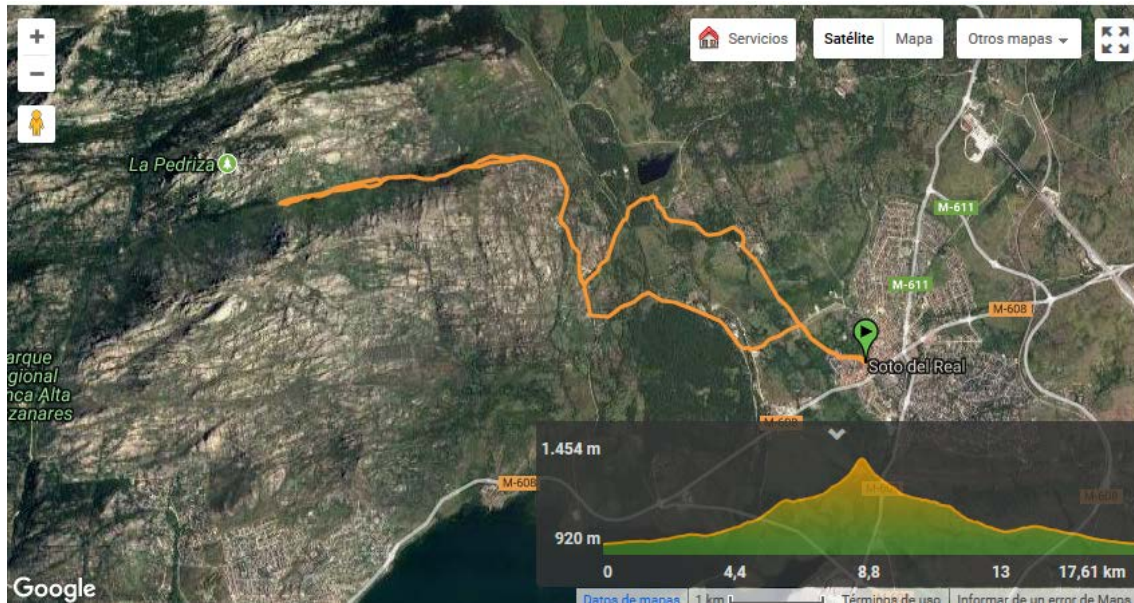 +
Servicios
Satélite
Mapa
Otros mapas
−
La Pedriza
M-611
M-611
M-608
Soto del Real
arque
gional
nca Alta
zanares
M-608
M-608
M-608
1.454 m
920 m
0
4,4
8,8
13
17,61 km
Google
Datos de mapas
1 km
Términos de uso
Informar de un error de Maps